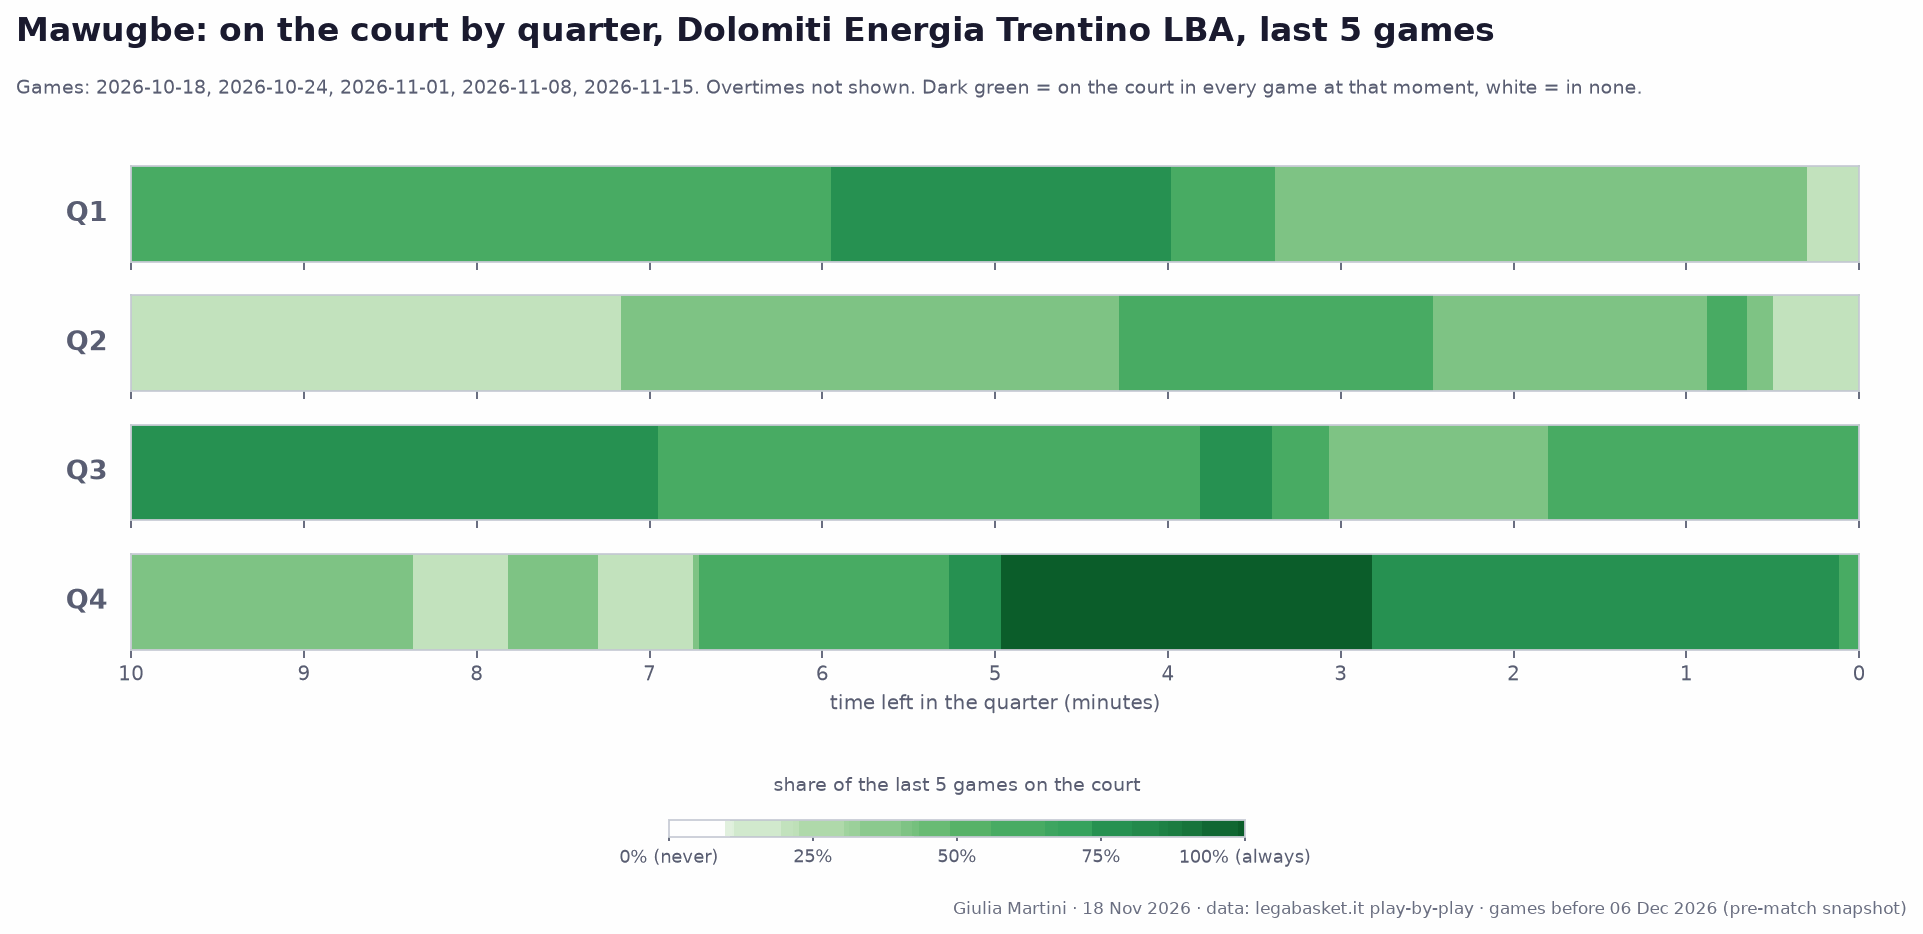 Mawugbe: on the court by quarter, Dolomiti Energia Trentino LBA, last 5 games
Games: 2026-10-18, 2026-10-24, 2026-11-01, 2026-11-08, 2026-11-15. Overtimes not shown. Dark green = on the court in every game at that moment, white = in none.
Q1
Q2
Q3
Q4
10 9 8 7 6 5 4 3 2 1 0
time left in the quarter (minutes)
share of the last 5 games on the court
0% (never) 25% 50% 75% 100% (always)
Giulia Martini · 18 Nov 2026 · data: legabasket.it play-by-play · games before 06 Dec 2026 (pre-match snapshot)